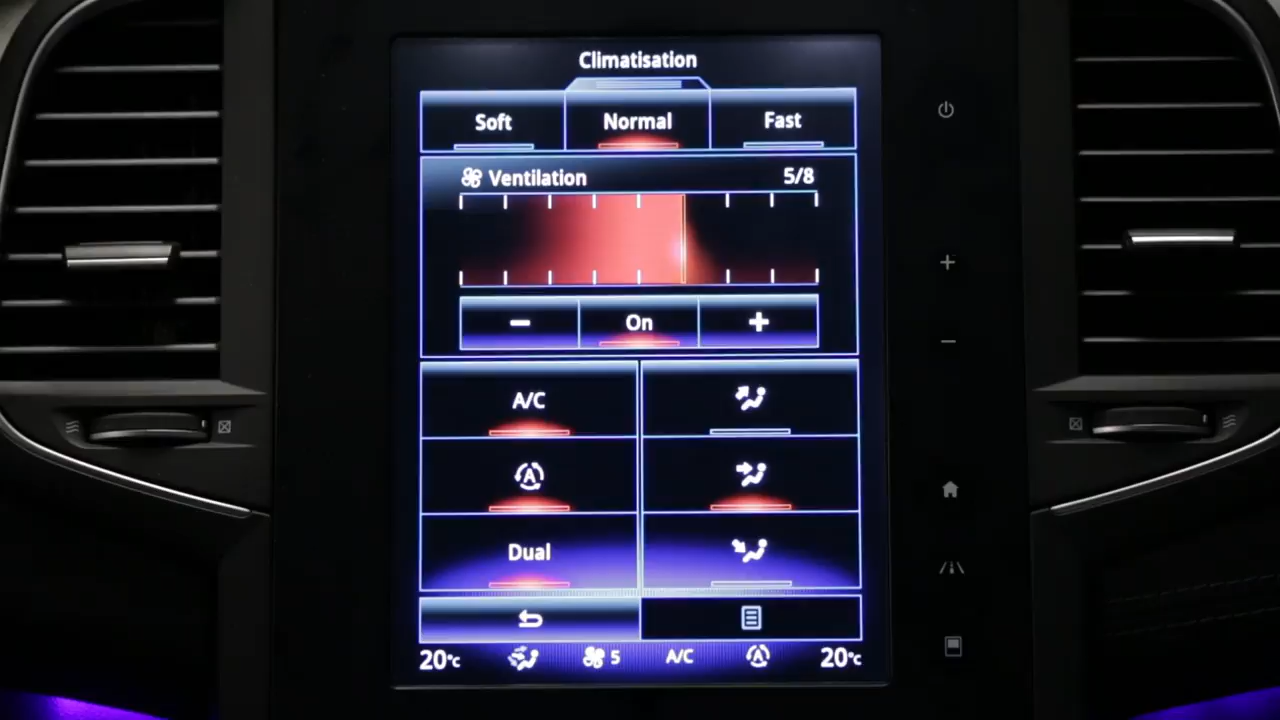 Climatisation
Soft Normal Fast
Ventilation 5/8
− On +
A/C
A
Dual
20°C 5 A/C A 20°C
+
−